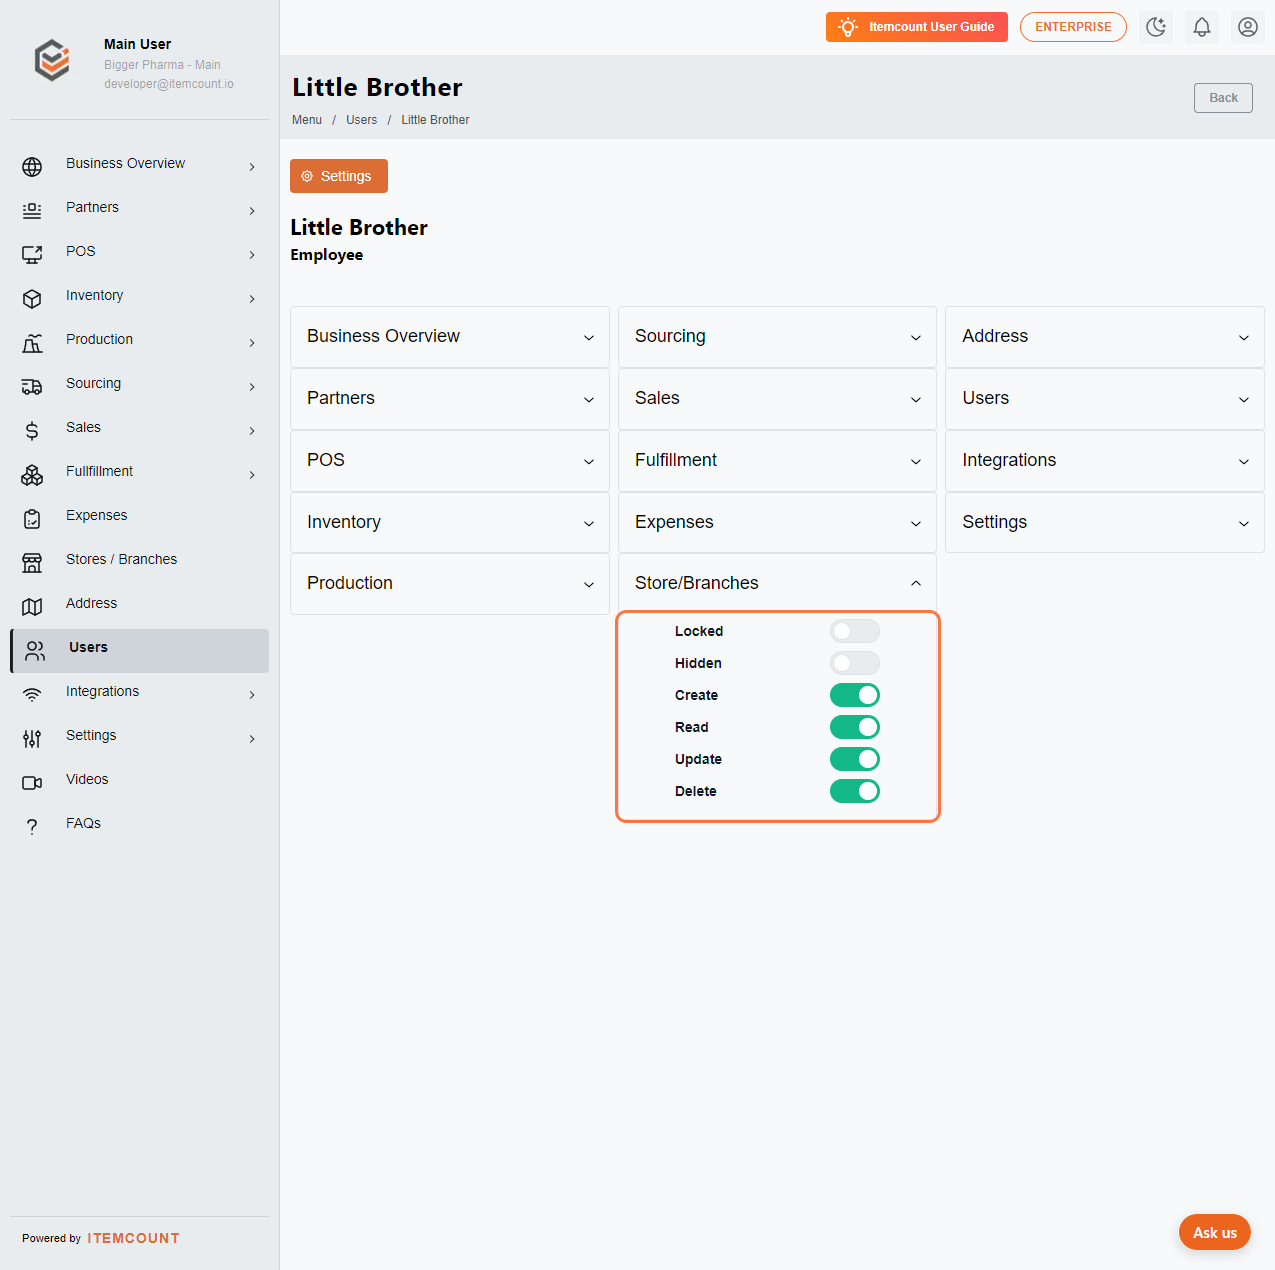 Main User
Bigger Pharma - Main
developer@itemcount.io
Itemcount User Guide
ENTERPRISE
Little Brother
Menu / Users / Little Brother
Back
Business Overview
Partners
POS
Inventory
Production
Sourcing
Sales
Fullfillment
Expenses
Stores / Branches
Address
Users
Integrations
Settings
Videos
FAQs
Powered by ITEMCOUNT
Settings
Little Brother
Employee
Business Overview
Partners
POS
Inventory
Production
Sourcing
Sales
Fulfillment
Expenses
Store/Branches
Locked
Hidden
Create
Read
Update
Delete
Address
Users
Integrations
Settings
Ask us